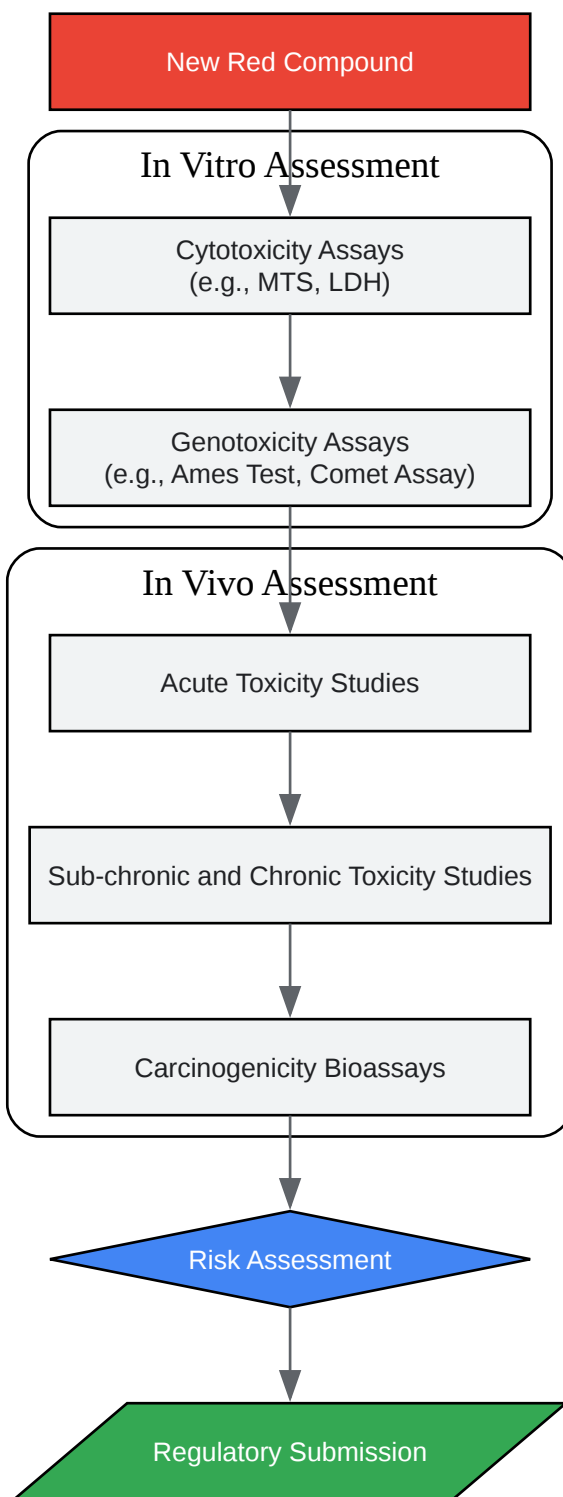 New Red Compound
In Vitro Assessment
Cytotoxicity Assays
(e.g., MTS, LDH)
Genotoxicity Assays
(e.g., Ames Test, Comet Assay)
In Vivo Assessment
Acute Toxicity Studies
Sub-chronic and Chronic Toxicity Studies
Carcinogenicity Bioassays
Risk Assessment
Regulatory Submission